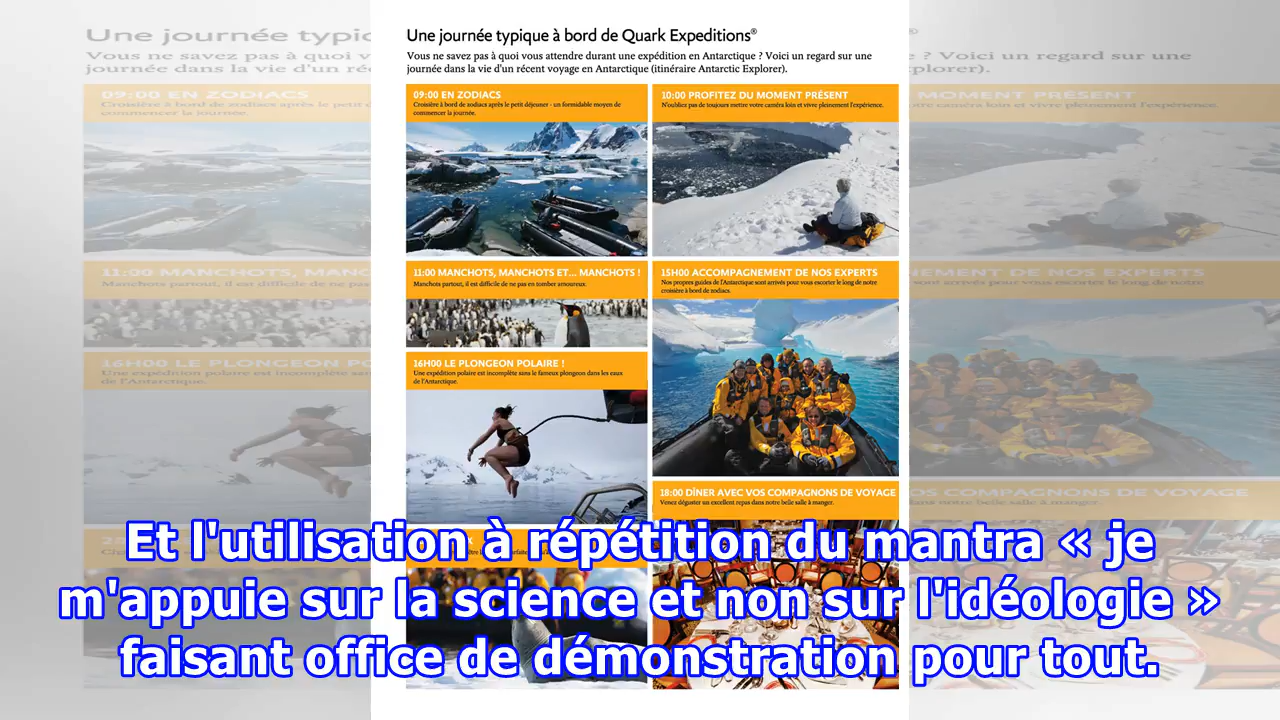 Une journée typique à bord de Quark Expeditions®
Vous ne savez pas à quoi vous attendre durant une expédition en Antarctique ? Voici un regard sur une
journée dans la vie d'un récent voyage en Antarctique (itinéraire Antarctic Explorer).
09:00 EN ZODIACS
Croisière à bord de zodiacs après le petit déjeuner - un formidable moyen de
commencer la journée.
10:00 PROFITEZ DU MOMENT PRÉSENT
N'oubliez pas de toujours mettre votre caméra loin et vivre pleinement l'expérience.
11:00 MANCHOTS, MANCHOTS ET... MANCHOTS !
Manchots partout, il est difficile de ne pas en tomber amoureux.
15H00 ACCOMPAGNEMENT DE NOS EXPERTS
Nos propres guides de l'Antarctique sont arrivés pour vous escorter le long de notre
croisière à bord de zodiacs.
16H00 LE PLONGEON POLAIRE !
Une expédition polaire est incomplète sans le fameux plongeon dans les eaux
de l'Antarctique.
18:00 DÎNER AVEC VOS COMPAGNONS DE VOYAGE
Venez déguster un excellent repas dans notre belle salle à manger.
Et l'utilisation à répétition du mantra « je
m'appuie sur la science et non sur l'idéologie »
faisant office de démonstration pour tout.